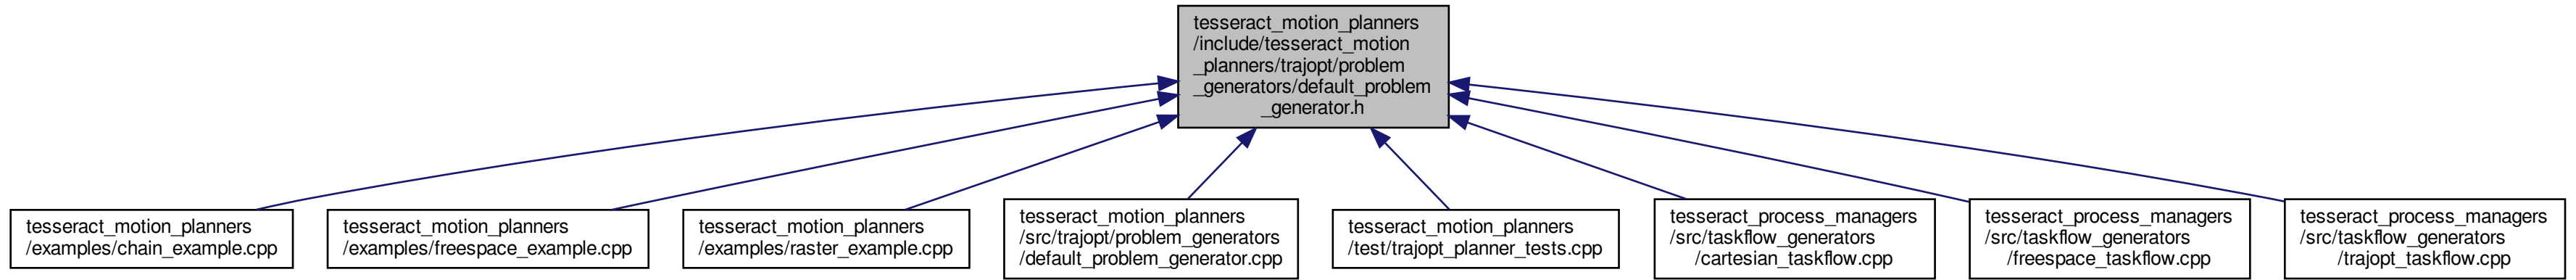 tesseract_motion_planners
/include/tesseract_motion
_planners/trajopt/problem
_generators/default_problem
_generator.h
tesseract_motion_planners
/examples/chain_example.cpp
tesseract_motion_planners
/examples/freespace_example.cpp
tesseract_motion_planners
/examples/raster_example.cpp
tesseract_motion_planners
/src/trajopt/problem_generators
/default_problem_generator.cpp
tesseract_motion_planners
/test/trajopt_planner_tests.cpp
tesseract_process_managers
/src/taskflow_generators
/cartesian_taskflow.cpp
tesseract_process_managers
/src/taskflow_generators
/freespace_taskflow.cpp
tesseract_process_managers
/src/taskflow_generators
/trajopt_taskflow.cpp